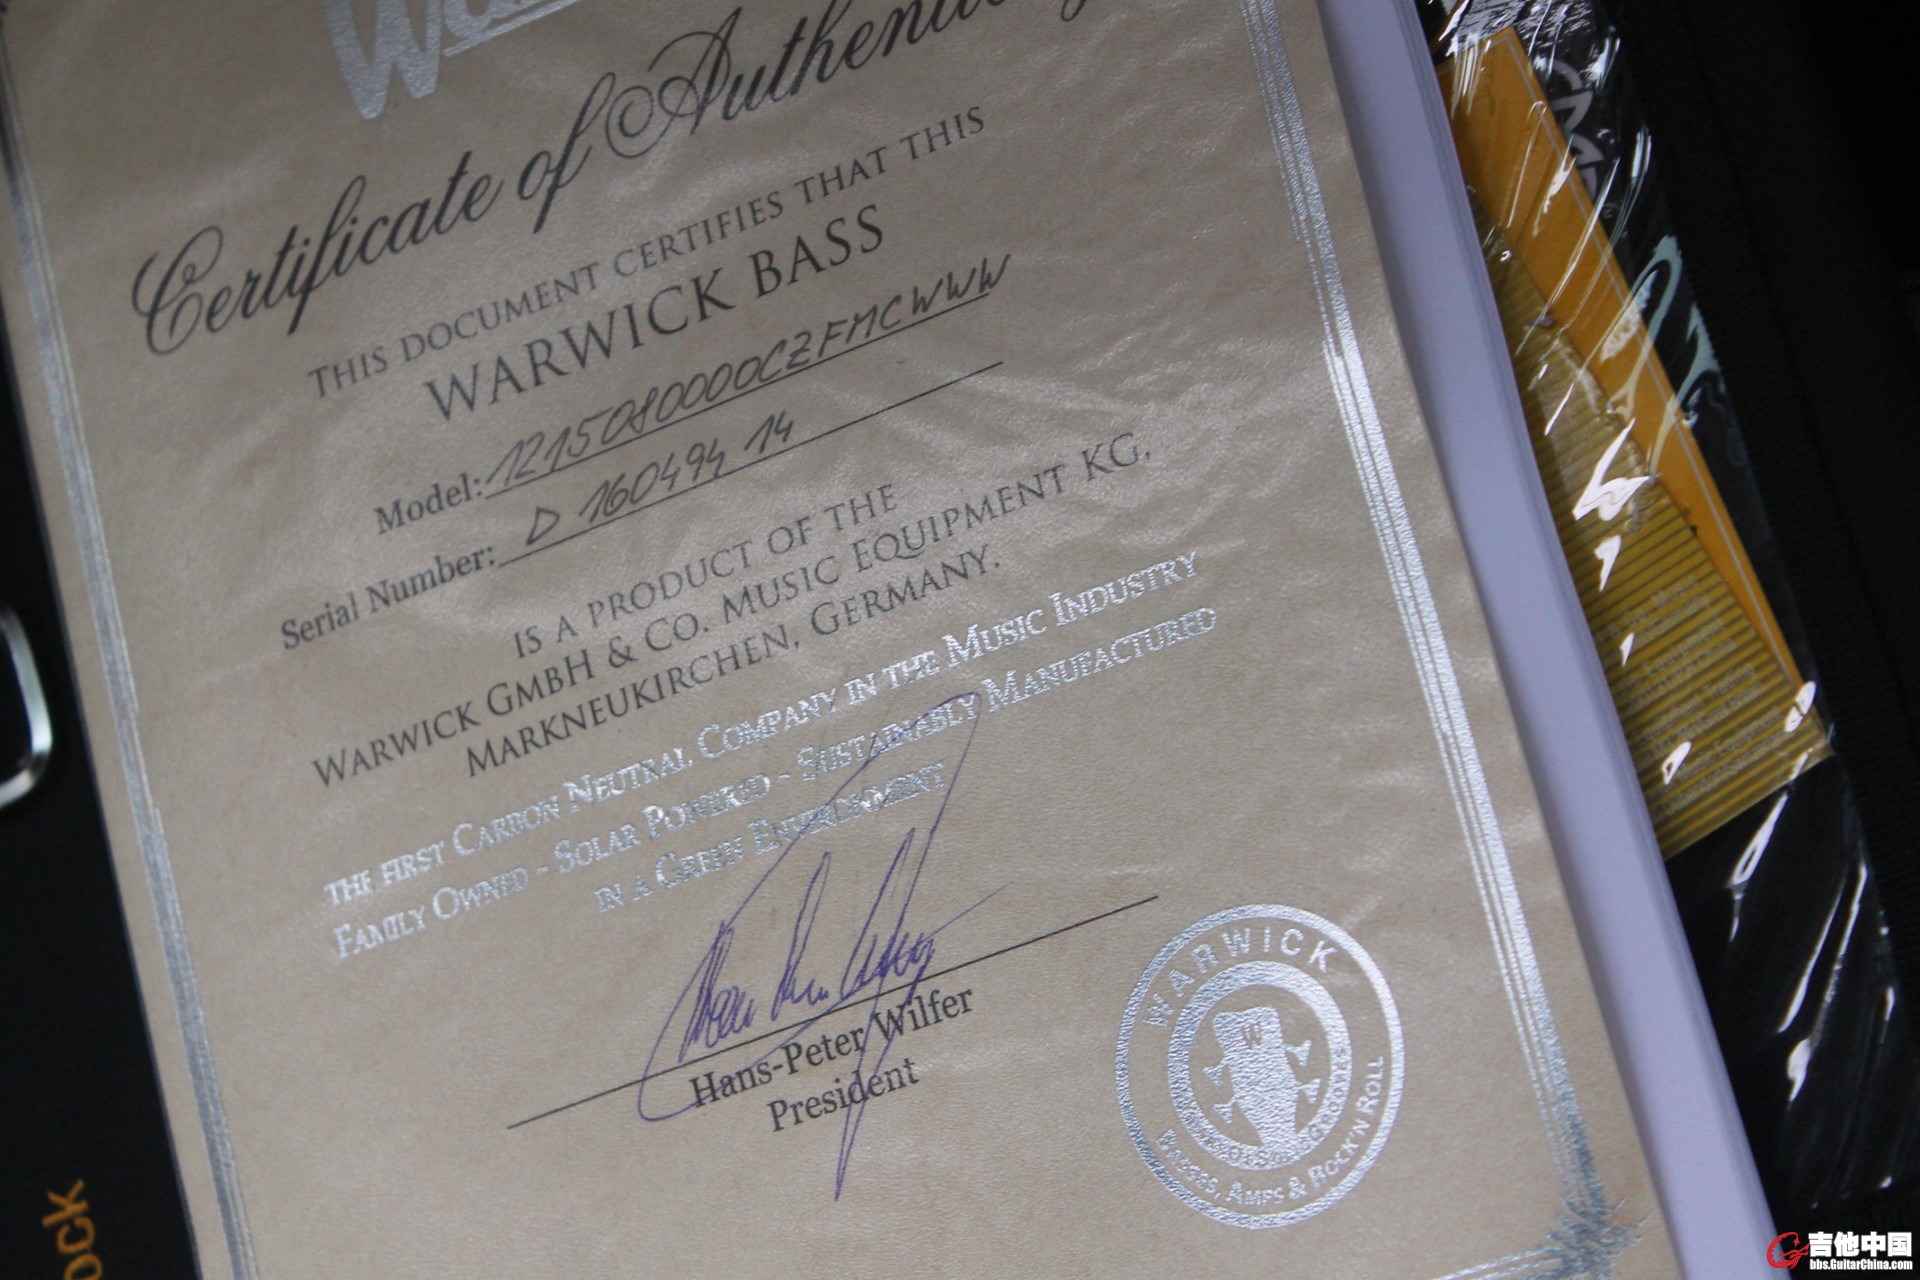 Certificate of
THIS DOCUMENT CERTIFIES THAT THIS
WARWICK BASS
Model: 1215080000CZFMCWWW
Serial Number: D 160494 14
IS A PRODUCT OF THE
WARWICK GMBH & CO. MUSIC EQUIPMENT KG,
MARKNEUKIRCHEN, GERMANY.
THE FIRST CARBON NEUTRAL COMPANY IN THE MUSIC INDUSTRY
FAMILY OWNED - SOLAR POWERED - SUSTAINABLY MANUFACTURED
IN A GREEN ENVIRONMENT
Hans-Peter Wilfer
President
WARWICK
W
BASSES, AMPS & ROCK'N ROLL
ock
吉他中国
bbs.GuitarChina.com